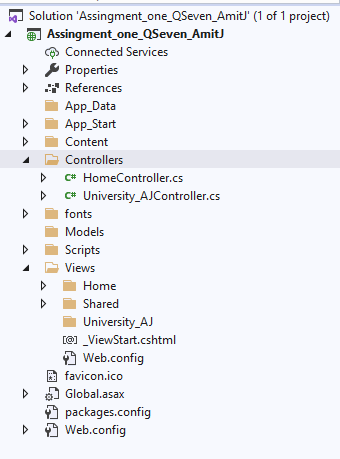 Solution 'Assingment_one_QSeven_AmitJ' (1 of 1 project)
Assingment_one_QSeven_AmitJ
Connected Services
Properties
References
App_Data
App_Start
Content
Controllers
C# HomeController.cs
C# University_AJController.cs
fonts
Models
Scripts
Views
Home
Shared
University_AJ
[@] _ViewStart.cshtml
Web.config
favicon.ico
Global.asax
packages.config
Web.config